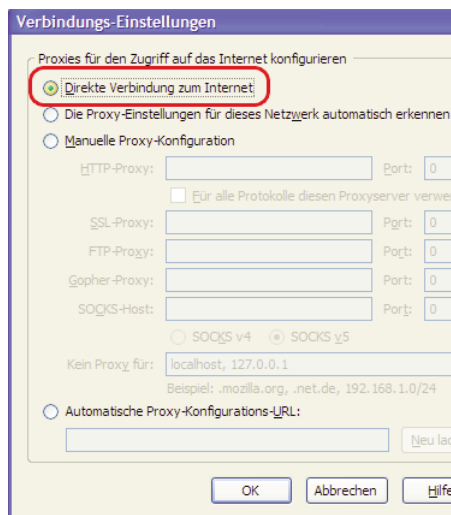 Verbindungs-Einstellungen
Proxies für den Zugriff auf das Internet konfigurieren
Direkte Verbindung zum Internet
Die Proxy-Einstellungen für dieses Netzwerk automatisch erkennen
Manuelle Proxy-Konfiguration
HTTP-Proxy: Port: 0
Für alle Protokolle diesen Proxyserver verwe
SSL-Proxy: Port: 0
FTP-Proxy: Port: 0
Gopher-Proxy: Port: 0
SOCKS-Host: Port: 0
SOCKS v4 SOCKS v5
Kein Proxy für: localhost, 127.0.0.1
Beispiel: .mozilla.org, .net.de, 192.168.1.0/24
Automatische Proxy-Konfigurations-URL:
Neu lad
OK Abbrechen Hilfe